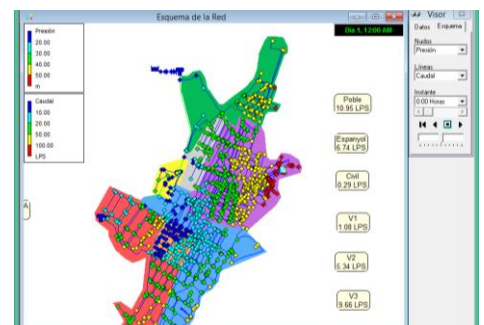 Esquema de la Red
Día 1, 12:00 AM
Presión
20.00
30.00
40.00
50.00
m
Caudal
10.00
20.00
50.00
100.00
LPS
A
Poble
10.95 LPS
Espanyol
6.74 LPS
Civil
0.29 LPS
V1
1.08 LPS
V2
5.34 LPS
V3
9.66 LPS
Visor
Datos Esquema
Nudos
Presión
Líneas
Caudal
Instante
0:00 Horas